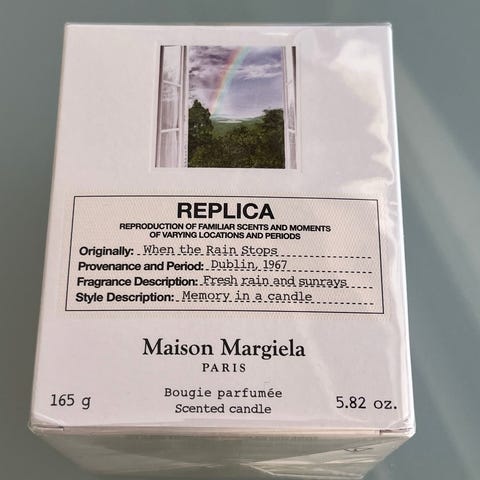 REPLICA
REPRODUCTION OF FAMILIAR SCENTS AND MOMENTS
OF VARYING LOCATIONS AND PERIODS
Originally: When the Rain Stops
Provenance and Period: Dublin, 1967
Fragrance Description: Fresh rain and sunrays
Style Description: Memory in a candle
Maison Margiela
PARIS
165 g Bougie parfumée 5.82 oz.
Scented candle